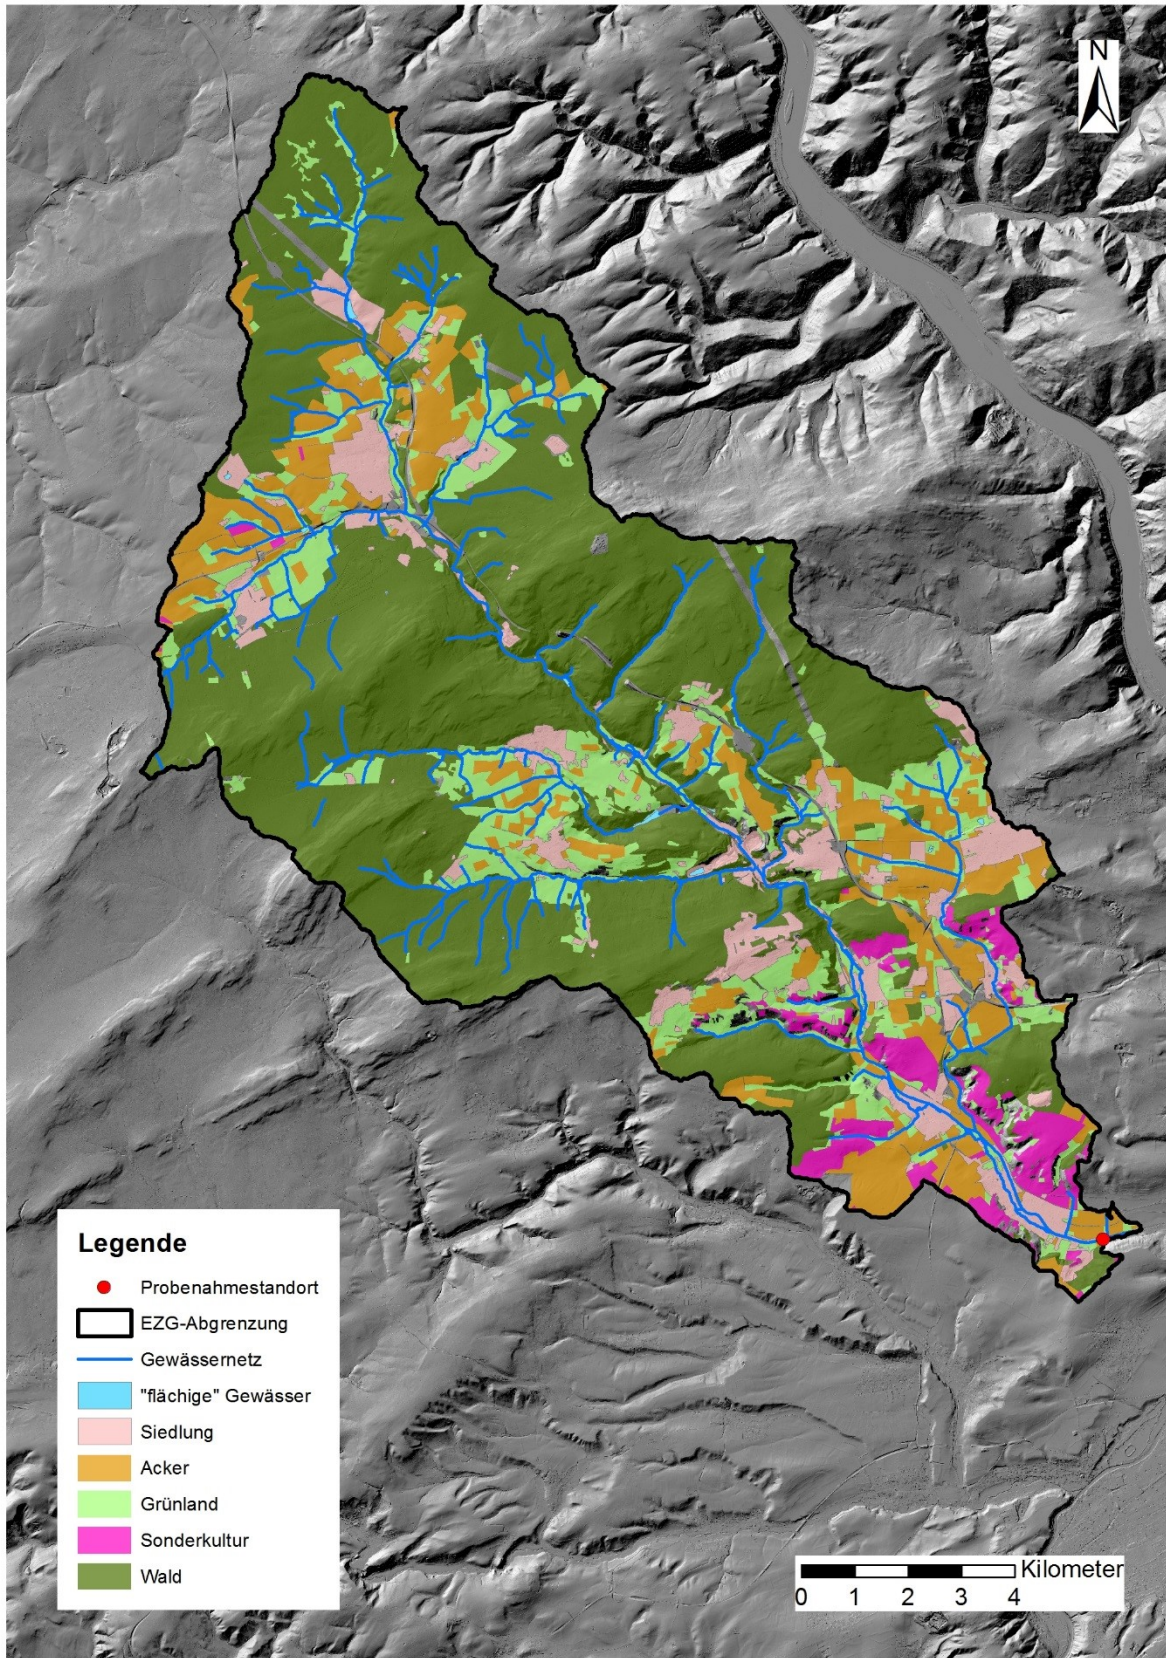 N
Legende
Probenahmestandort
EZG-Abgrenzung
Gewässernetz
"flächige" Gewässer
Siedlung
Acker
Grünland
Sonderkultur
Wald
Kilometer
0 1 2 3 4